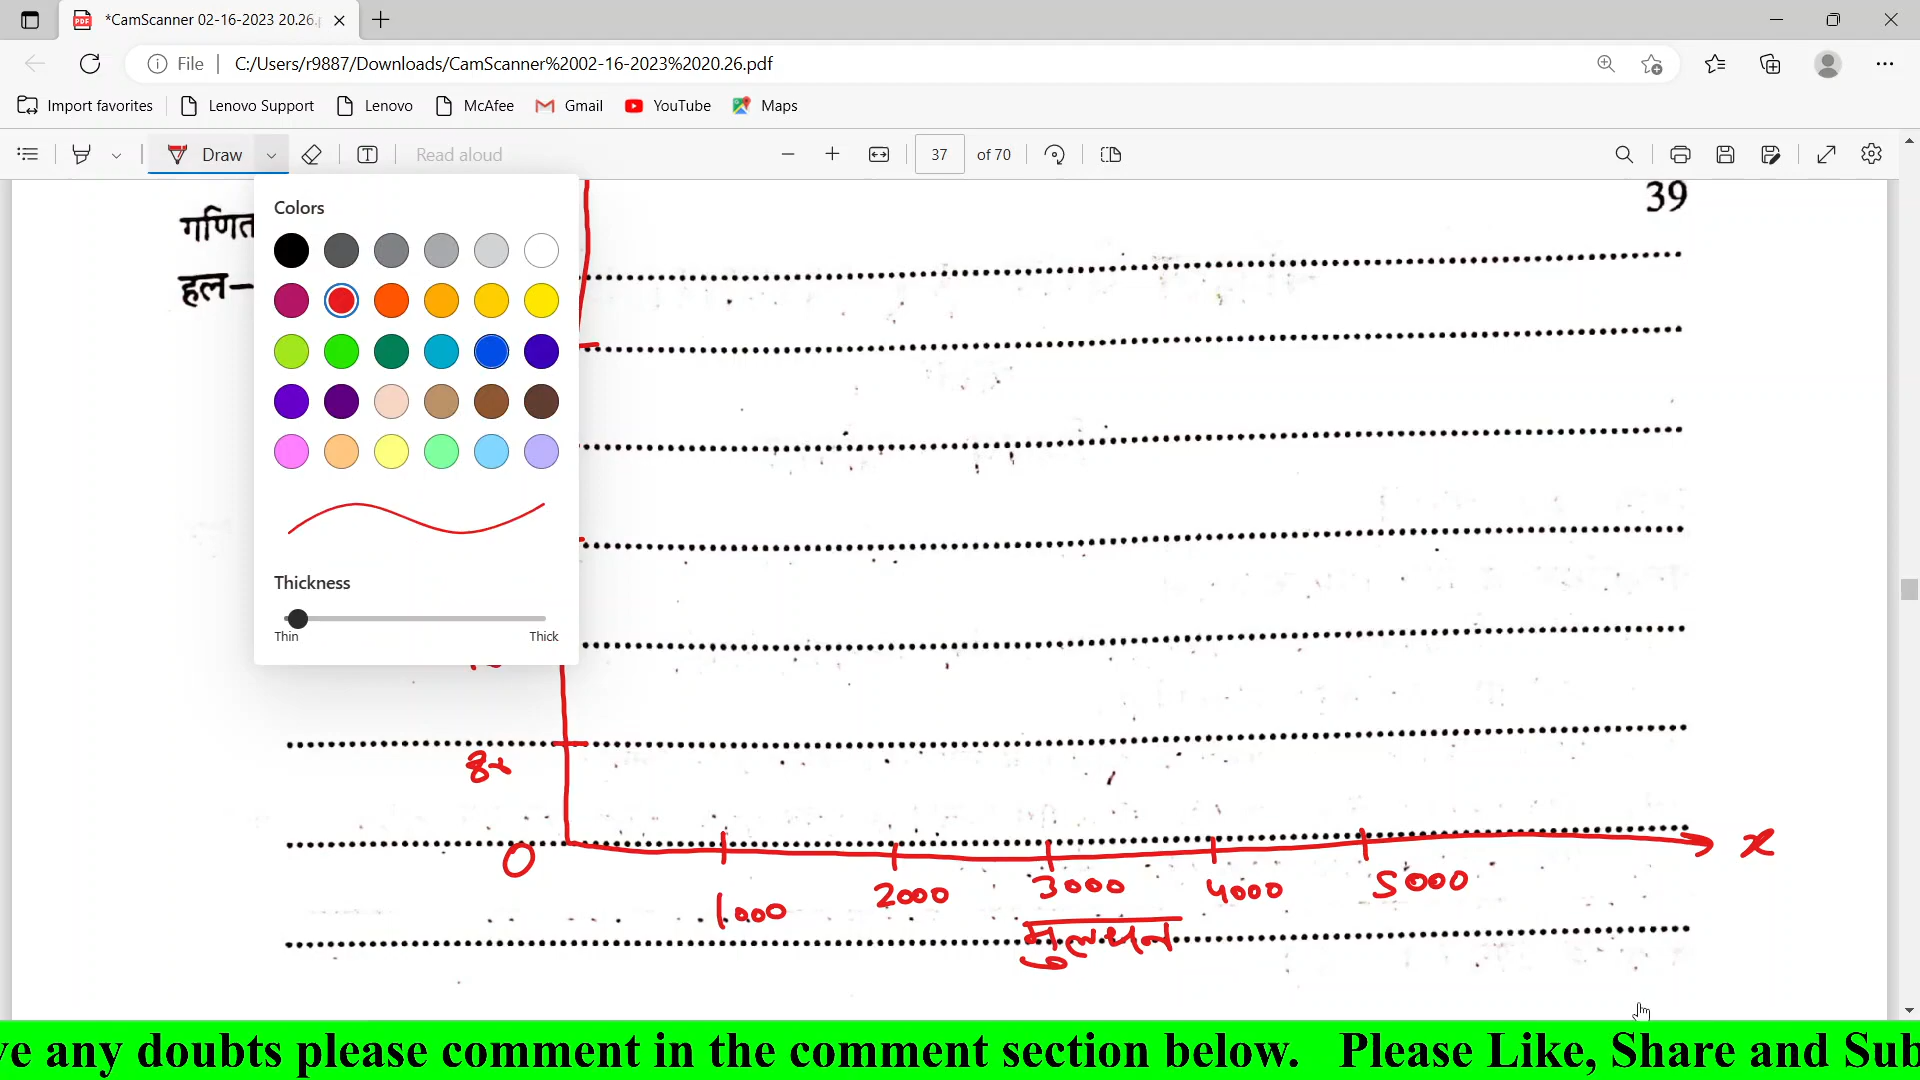 *CamScanner 02-16-2023 20.26.
File
C:/Users/r9887/Downloads/CamScanner%2002-16-2023%2020.26.pdf
Import favorites
Lenovo Support
Lenovo
McAfee
Gmail
YouTube
Maps
Draw
Read aloud
37
of 70
Colors
Thickness
Thin
Thick
39
गणित
हल–
O
1000
2000
3000
4000
5000
x
मूलधन
ve any doubts please comment in the comment section below. Please Like, Share and Sub